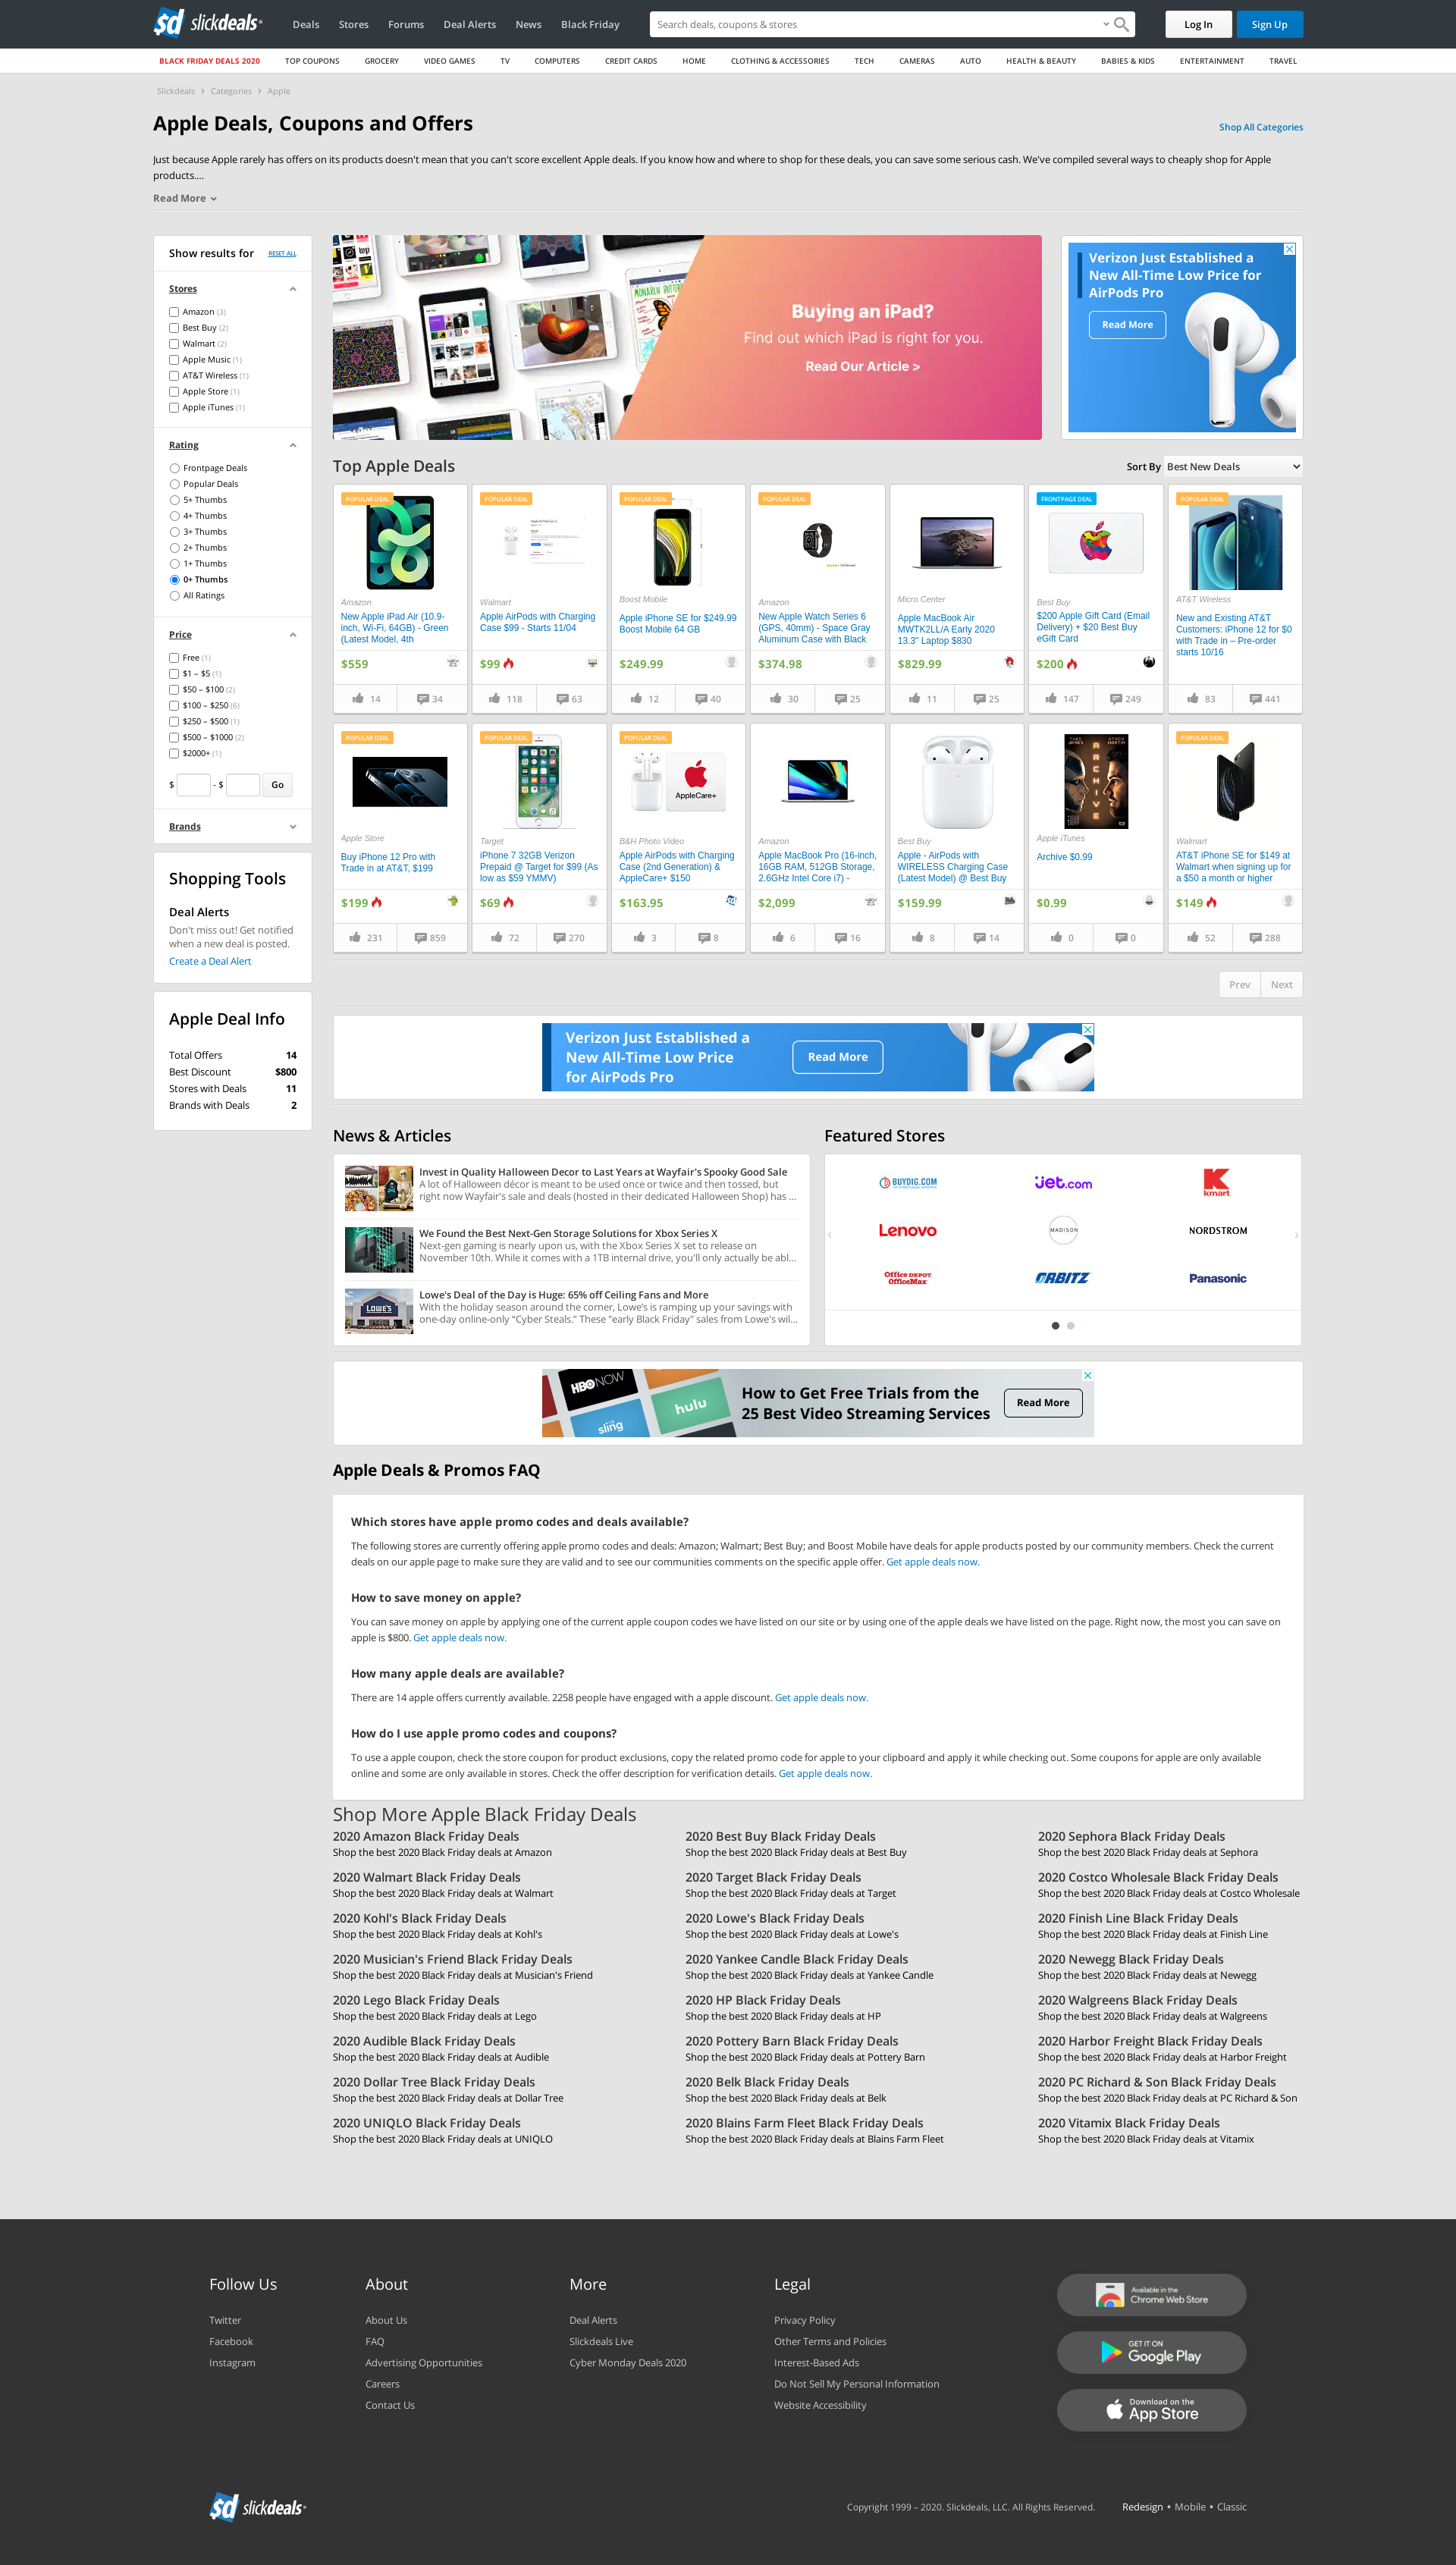 sd slickdeals
Deals Stores Forums Deal Alerts News Black Friday
Search deals, coupons & stores
Log In Sign Up
BLACK FRIDAY DEALS 2020 TOP COUPONS GROCERY VIDEO GAMES TV COMPUTERS CREDIT CARDS HOME CLOTHING & ACCESSORIES TECH CAMERAS AUTO HEALTH & BEAUTY BABIES & KIDS ENTERTAINMENT TRAVEL
Slickdeals › Categories › Apple
Apple Deals, Coupons and Offers
Shop All Categories
Just because Apple rarely has offers on its products doesn't mean that you can't score excellent Apple deals. If you know how and where to shop for these deals, you can save some serious cash. We've compiled several ways to cheaply shop for Apple
products....
Read More
Show results for RESET ALL
Stores
Amazon (3)
Best Buy (2)
Walmart (2)
Apple Music (1)
AT&T Wireless (1)
Apple Store (1)
Apple iTunes (1)
Rating
Frontpage Deals
Popular Deals
5+ Thumbs
4+ Thumbs
3+ Thumbs
2+ Thumbs
1+ Thumbs
0+ Thumbs
All Ratings
Price
Free (1)
$1 – $5 (1)
$50 – $100 (2)
$100 – $250 (6)
$250 – $500 (1)
$500 – $1000 (2)
$2000+ (1)
$ - $ Go
Brands
Shopping Tools
Deal Alerts
Don't miss out! Get notified
when a new deal is posted.
Create a Deal Alert
Apple Deal Info
Total Offers 14
Best Discount $800
Stores with Deals 11
Brands with Deals 2
Buying an iPad?
Find out which iPad is right for you.
Read Our Article >
Verizon Just Established a
New All-Time Low Price for
AirPods Pro
Read More
Top Apple Deals
Sort By Best New Deals
POPULAR DEAL
Amazon
New Apple iPad Air (10.9-
inch, Wi-Fi, 64GB) - Green
(Latest Model, 4th
$559
14 34
POPULAR DEAL
Walmart
Apple AirPods with Charging
Case $99 - Starts 11/04
$99
118 63
POPULAR DEAL
Boost Mobile
Apple iPhone SE for $249.99
Boost Mobile 64 GB
$249.99
12 40
POPULAR DEAL
Amazon
New Apple Watch Series 6
(GPS, 40mm) - Space Gray
Aluminum Case with Black
$374.98
30 25
Micro Center
Apple MacBook Air
MWTK2LL/A Early 2020
13.3" Laptop $830
$829.99
11 25
FRONTPAGE DEAL
Best Buy
$200 Apple Gift Card (Email
Delivery) + $20 Best Buy
eGift Card
$200
147 249
POPULAR DEAL
AT&T Wireless
New and Existing AT&T
Customers: iPhone 12 for $0
with Trade in – Pre-order
starts 10/16
83 441
POPULAR DEAL
Apple Store
Buy iPhone 12 Pro with
Trade in at AT&T, $199
$199
231 859
POPULAR DEAL
Target
iPhone 7 32GB Verizon
Prepaid @ Target for $99 (As
low as $59 YMMV)
$69
72 270
POPULAR DEAL
AppleCare+
B&H Photo Video
Apple AirPods with Charging
Case (2nd Generation) &
AppleCare+ $150
$163.95
3 8
Amazon
Apple MacBook Pro (16-inch,
16GB RAM, 512GB Storage,
2.6GHz Intel Core i7) -
$2,099
6 16
Best Buy
Apple - AirPods with
WIRELESS Charging Case
(Latest Model) @ Best Buy
$159.99
8 14
ARCHIVE
Apple iTunes
Archive $0.99
$0.99
0 0
POPULAR DEAL
Walmart
AT&T iPhone SE for $149 at
Walmart when signing up for
a $50 a month or higher
$149
52 288
Prev Next
Verizon Just Established a
New All-Time Low Price
for AirPods Pro
Read More
News & Articles
Invest in Quality Halloween Decor to Last Years at Wayfair's Spooky Good Sale
A lot of Halloween décor is meant to be used once or twice and then tossed, but
right now Wayfair's sale and deals (hosted in their dedicated Halloween Shop) has ...
We Found the Best Next-Gen Storage Solutions for Xbox Series X
Next-gen gaming is nearly upon us, with the Xbox Series X set to release on
November 10th. While it comes with a 1TB internal drive, you'll only actually be abl...
LOWE'S
Lowe's Deal of the Day is Huge: 65% off Ceiling Fans and More
With the holiday season around the corner, Lowe's is ramping up your savings with
one-day online-only "Cyber Steals." These "early Black Friday" sales from Lowe's wil...
Featured Stores
BUYDIG.COM Jet.com kmart
Lenovo MADISON NORDSTROM
Office DEPOT OfficeMax ORBITZ Panasonic
HBO NOW
sling
hulu
How to Get Free Trials from the
25 Best Video Streaming Services
Read More
Apple Deals & Promos FAQ
Which stores have apple promo codes and deals available?
The following stores are currently offering apple promo codes and deals: Amazon; Walmart; Best Buy; and Boost Mobile have deals for apple products posted by our community members. Check the current
deals on our apple page to make sure they are valid and to see our communities comments on the specific apple offer. Get apple deals now.
How to save money on apple?
You can save money on apple by applying one of the current apple coupon codes we have listed on our site or by using one of the apple deals we have listed on the page. Right now, the most you can save on
apple is $800. Get apple deals now.
How many apple deals are available?
There are 14 apple offers currently available. 2258 people have engaged with a apple discount. Get apple deals now.
How do I use apple promo codes and coupons?
To use a apple coupon, check the store coupon for product exclusions, copy the related promo code for apple to your clipboard and apply it while checking out. Some coupons for apple are only available
online and some are only available in stores. Check the offer description for verification details. Get apple deals now.
Shop More Apple Black Friday Deals
2020 Amazon Black Friday Deals 2020 Best Buy Black Friday Deals 2020 Sephora Black Friday Deals
Shop the best 2020 Black Friday deals at Amazon Shop the best 2020 Black Friday deals at Best Buy Shop the best 2020 Black Friday deals at Sephora
2020 Walmart Black Friday Deals 2020 Target Black Friday Deals 2020 Costco Wholesale Black Friday Deals
Shop the best 2020 Black Friday deals at Walmart Shop the best 2020 Black Friday deals at Target Shop the best 2020 Black Friday deals at Costco Wholesale
2020 Kohl's Black Friday Deals 2020 Lowe's Black Friday Deals 2020 Finish Line Black Friday Deals
Shop the best 2020 Black Friday deals at Kohl's Shop the best 2020 Black Friday deals at Lowe's Shop the best 2020 Black Friday deals at Finish Line
2020 Musician's Friend Black Friday Deals 2020 Yankee Candle Black Friday Deals 2020 Newegg Black Friday Deals
Shop the best 2020 Black Friday deals at Musician's Friend Shop the best 2020 Black Friday deals at Yankee Candle Shop the best 2020 Black Friday deals at Newegg
2020 Lego Black Friday Deals 2020 HP Black Friday Deals 2020 Walgreens Black Friday Deals
Shop the best 2020 Black Friday deals at Lego Shop the best 2020 Black Friday deals at HP Shop the best 2020 Black Friday deals at Walgreens
2020 Audible Black Friday Deals 2020 Pottery Barn Black Friday Deals 2020 Harbor Freight Black Friday Deals
Shop the best 2020 Black Friday deals at Audible Shop the best 2020 Black Friday deals at Pottery Barn Shop the best 2020 Black Friday deals at Harbor Freight
2020 Dollar Tree Black Friday Deals 2020 Belk Black Friday Deals 2020 PC Richard & Son Black Friday Deals
Shop the best 2020 Black Friday deals at Dollar Tree Shop the best 2020 Black Friday deals at Belk Shop the best 2020 Black Friday deals at PC Richard & Son
2020 UNIQLO Black Friday Deals 2020 Blains Farm Fleet Black Friday Deals 2020 Vitamix Black Friday Deals
Shop the best 2020 Black Friday deals at UNIQLO Shop the best 2020 Black Friday deals at Blains Farm Fleet Shop the best 2020 Black Friday deals at Vitamix
Follow Us
Twitter
Facebook
Instagram
About
About Us
FAQ
Advertising Opportunities
Careers
Contact Us
More
Deal Alerts
Slickdeals Live
Cyber Monday Deals 2020
Legal
Privacy Policy
Other Terms and Policies
Interest-Based Ads
Do Not Sell My Personal Information
Website Accessibility
Available in the
Chrome Web Store
GET IT ON
Google Play
Download on the
App Store
sd slickdeals
Copyright 1999 – 2020. Slickdeals, LLC. All Rights Reserved. Redesign • Mobile • Classic